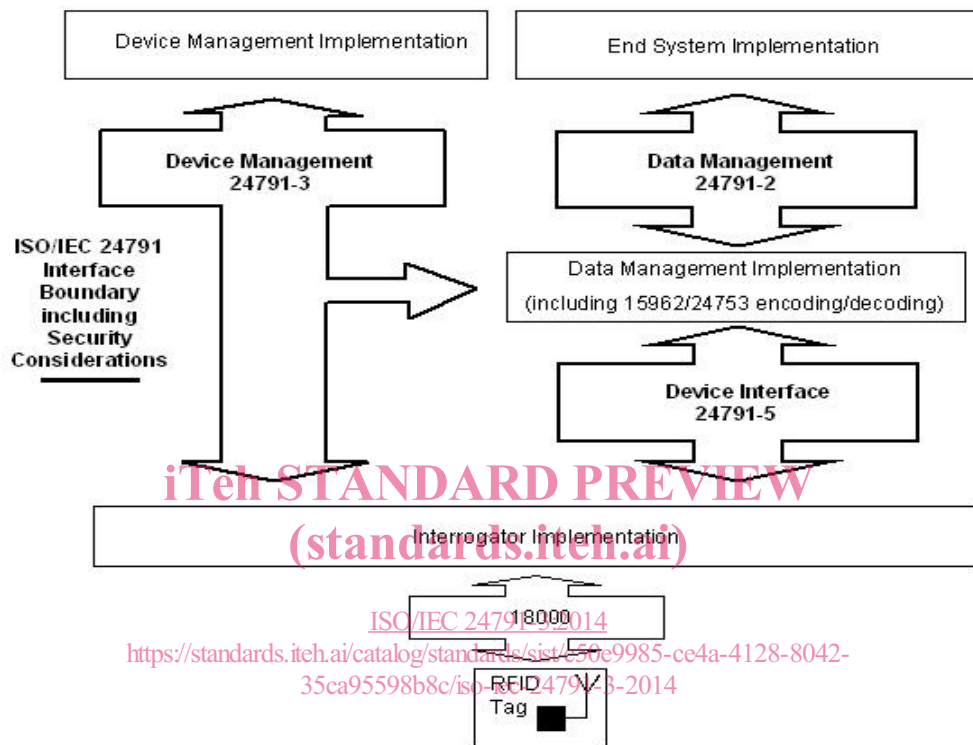 Device Management Implementation
End System Implementation
Device Management
24791-3
Data Management
24791-2
ISO/IEC 24791
Interface
Boundary
including
Security
Considerations
Data Management Implementation
(including 15962/24753 encoding/decoding)
Device Interface
24791-5
iTeh STANDARD PREVIEW
(standards.iteh.ai)
Interrogator Implementation
18000
ISO/IEC 24791-3:2014
https://standards.iteh.ai/catalog/standards/sist/c50e9985-ce4a-4128-8042-
35ca95598b8c/iso-iec-24791-3-2014
RFID
Tag